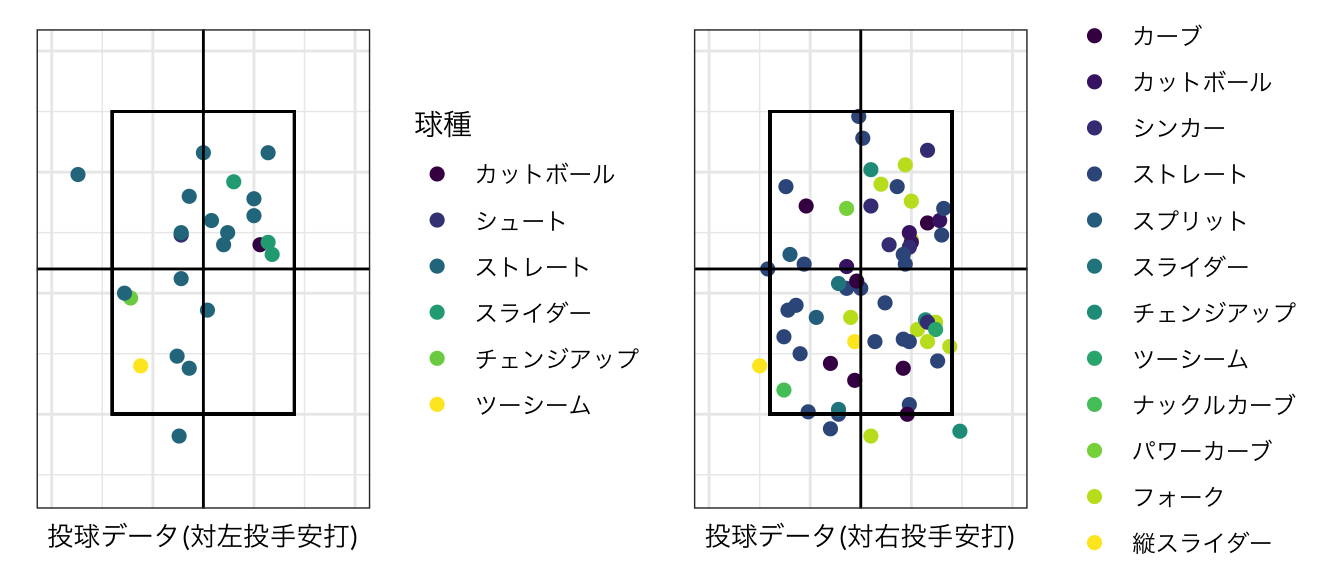 球種
カットボール
シュート
ストレート
スライダー
チェンジアップ
ツーシーム
投球データ(対左投手安打)
カーブ
カットボール
シンカー
ストレート
スプリット
スライダー
チェンジアップ
ツーシーム
ナックルカーブ
パワーカーブ
フォーク
縦スライダー
投球データ(対右投手安打)